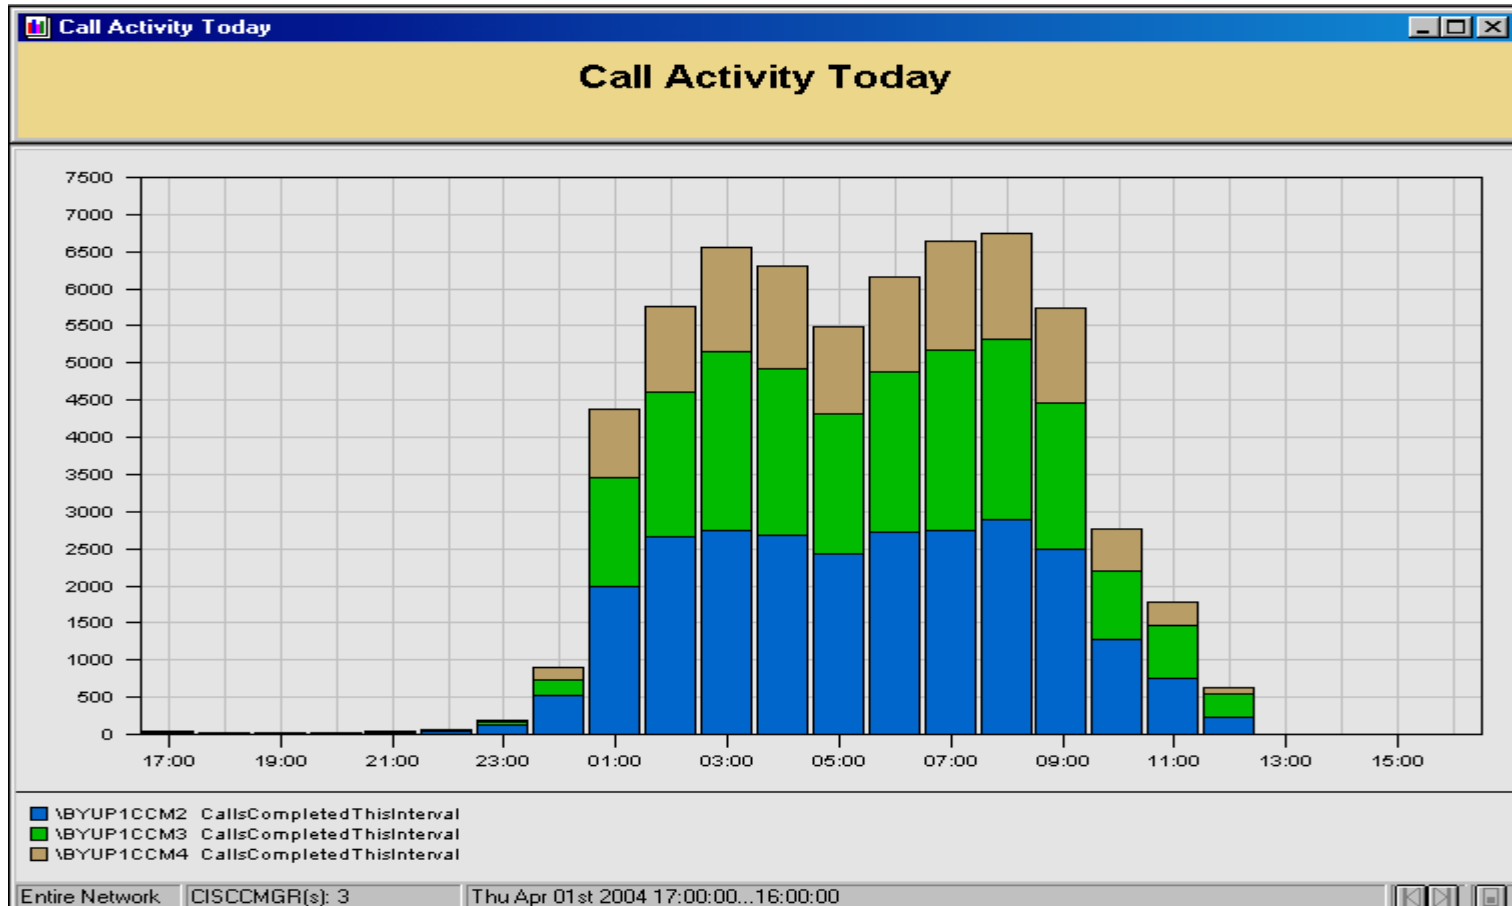 Call Activity Today
Call Activity Today
7500
7000
6500
6000
5500
5000
4500
4000
3500
3000
2500
2000
1500
1000
500
0
17:00 19:00 21:00 23:00 01:00 03:00 05:00 07:00 09:00 11:00 13:00 15:00
\BYUP1CCM2 CallsCompletedThisInterval
\BYUP1CCM3 CallsCompletedThisInterval
\BYUP1CCM4 CallsCompletedThisInterval
Entire Network CISCCMGR(s): 3 Thu Apr 01st 2004 17:00:00...16:00:00